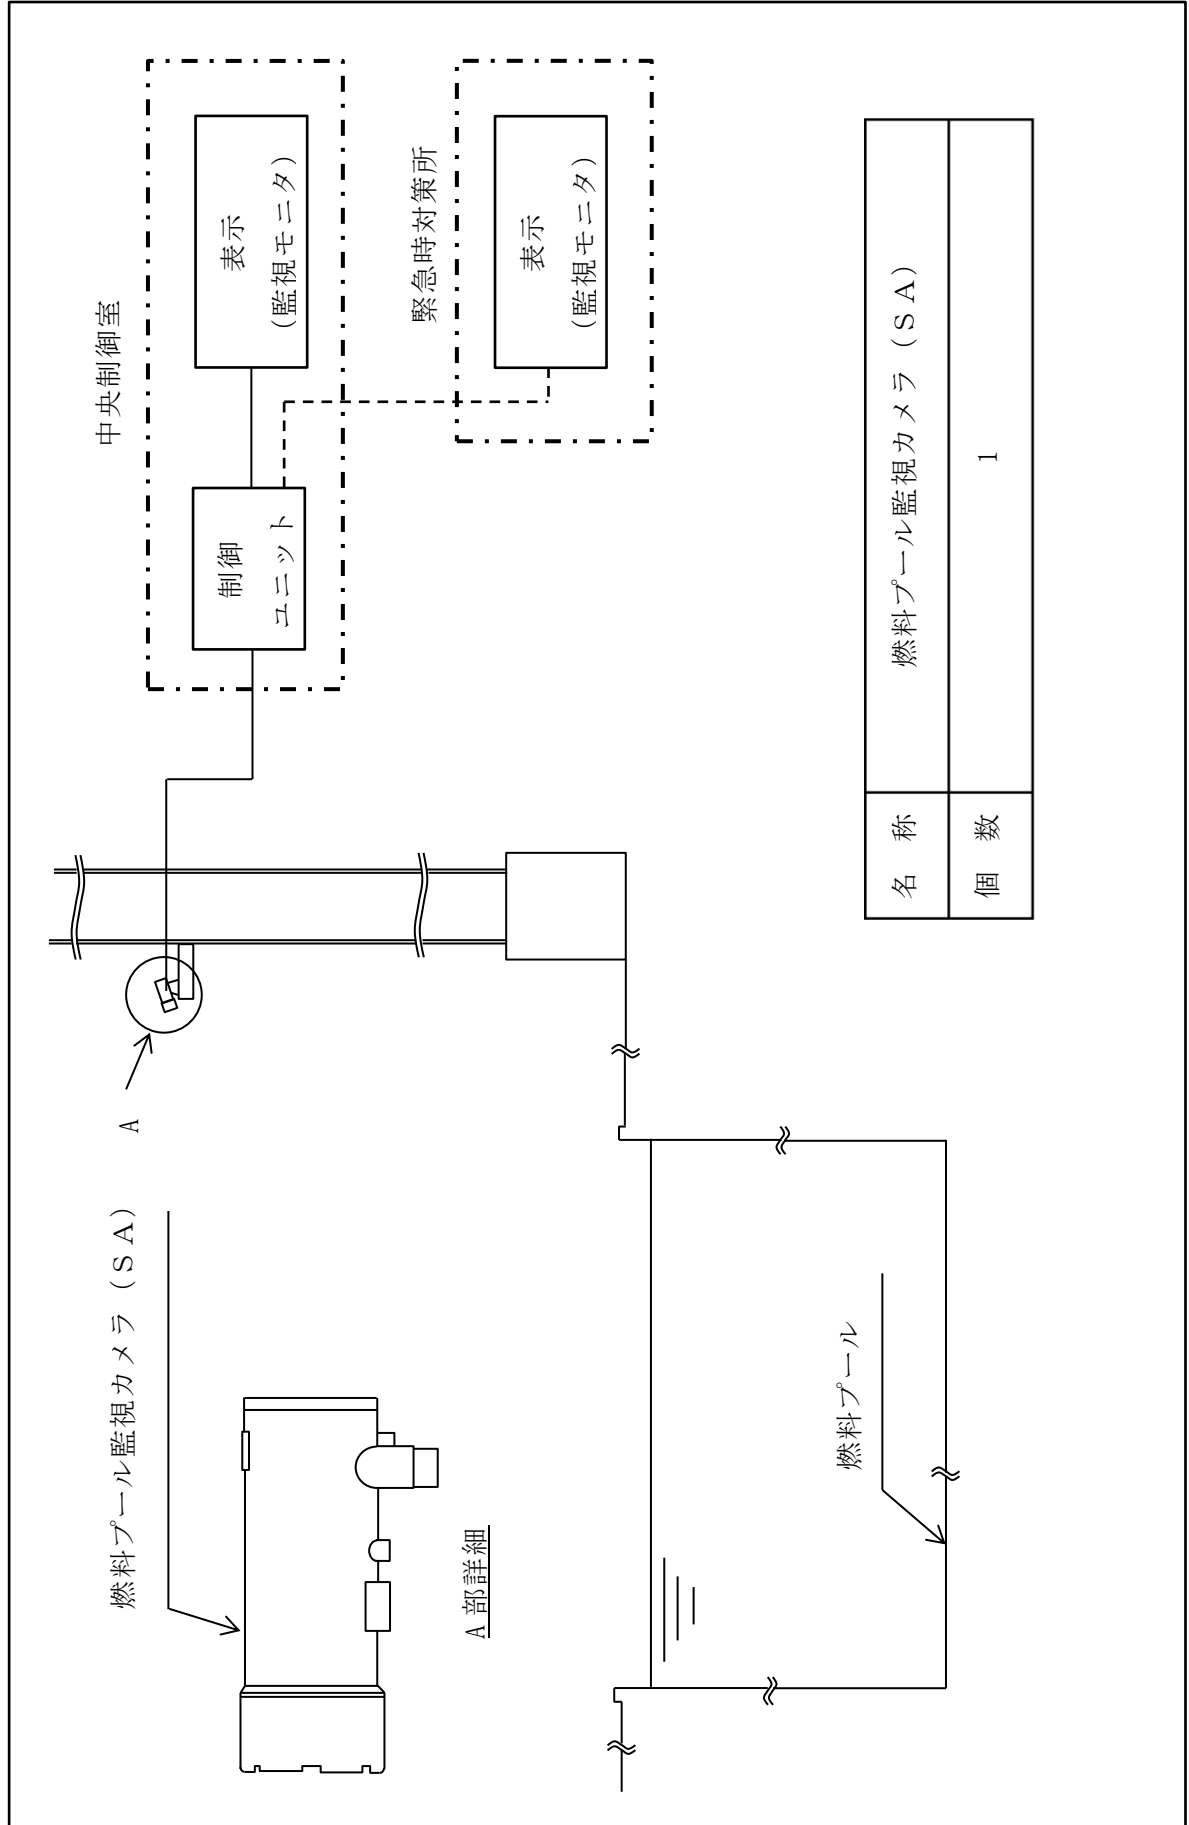 燃料プール監視カメラ（ＳＡ）
A
中央制御室
制御
ユニット
表示
(監視モニタ)
緊急時対策所
表示
(監視モニタ)
A 部詳細
燃料プール
名 称 燃料プール監視カメラ（ＳＡ）
個 数 1